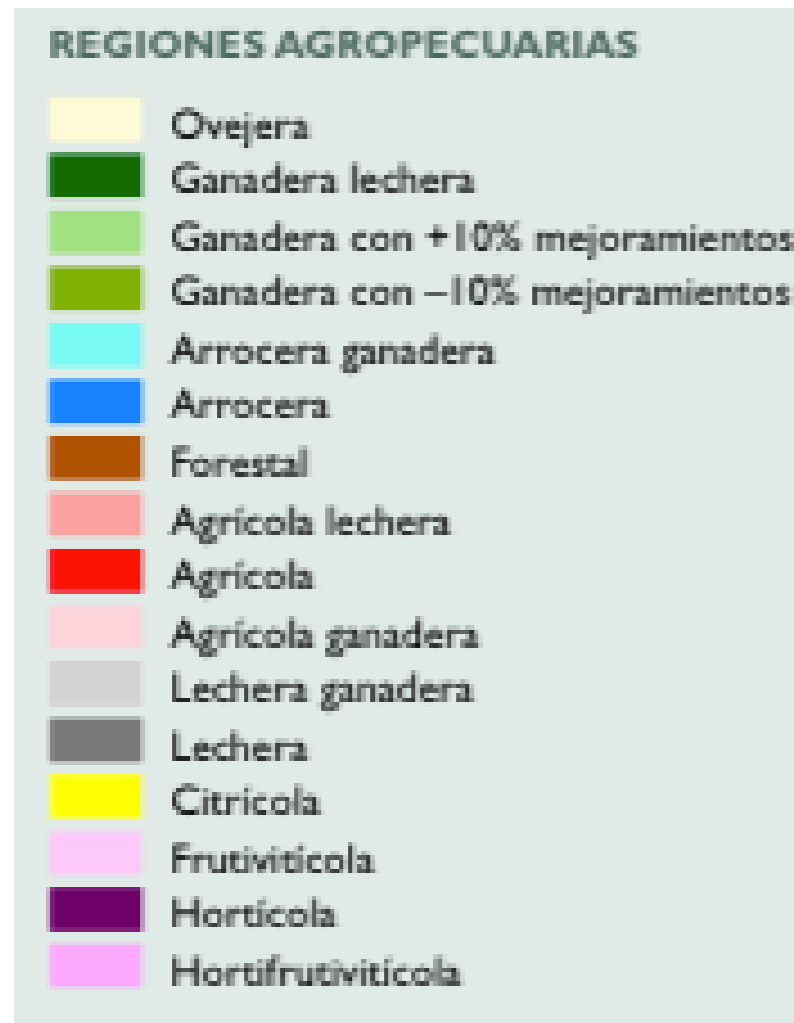 REGIONES AGROPECUARIAS
Ovejera
Ganadera lechera
Ganadera con +10% mejoramientos
Ganadera con –10% mejoramientos
Arrocera ganadera
Arrocera
Forestal
Agrícola lechera
Agrícola
Agrícola ganadera
Lechera ganadera
Lechera
Citrícola
Frutivitícola
Hortícola
Hortifrutivitícola